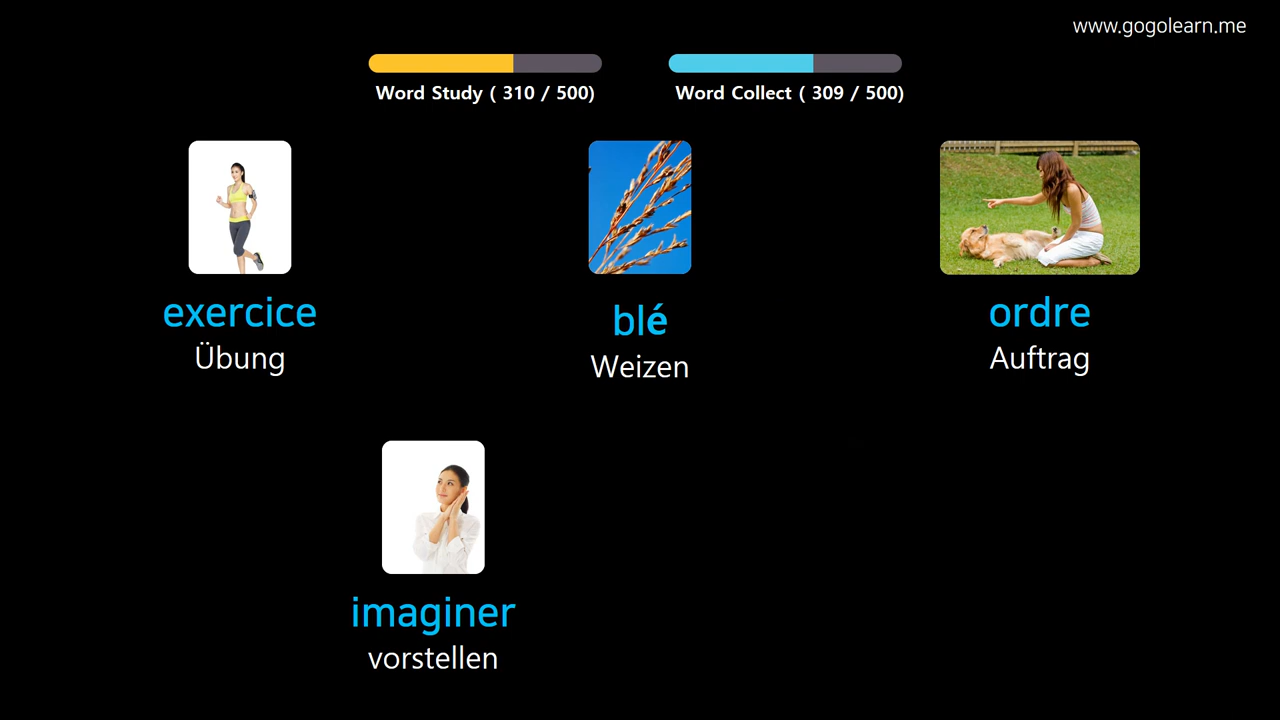 www.gogolearn.me
Word Study ( 310 / 500)
Word Collect ( 309 / 500)
exercice
Übung
blé
Weizen
ordre
Auftrag
imaginer
vorstellen